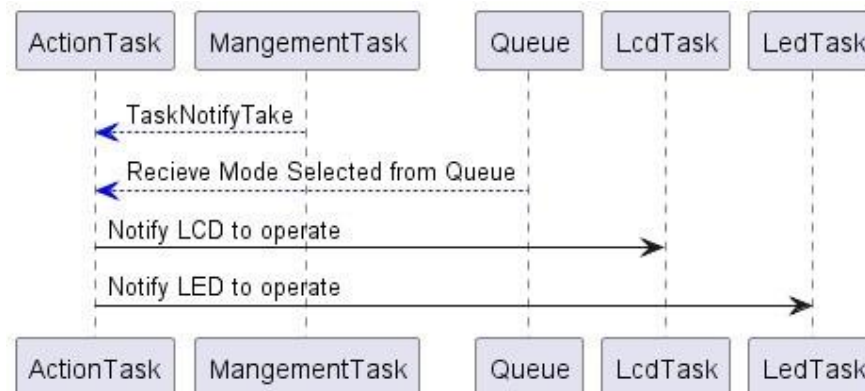 ActionTask MangementTask Queue LcdTask LedTask
TaskNotifyTake
Recieve Mode Selected from Queue
Notify LCD to operate
Notify LED to operate
ActionTask MangementTask Queue LcdTask LedTask